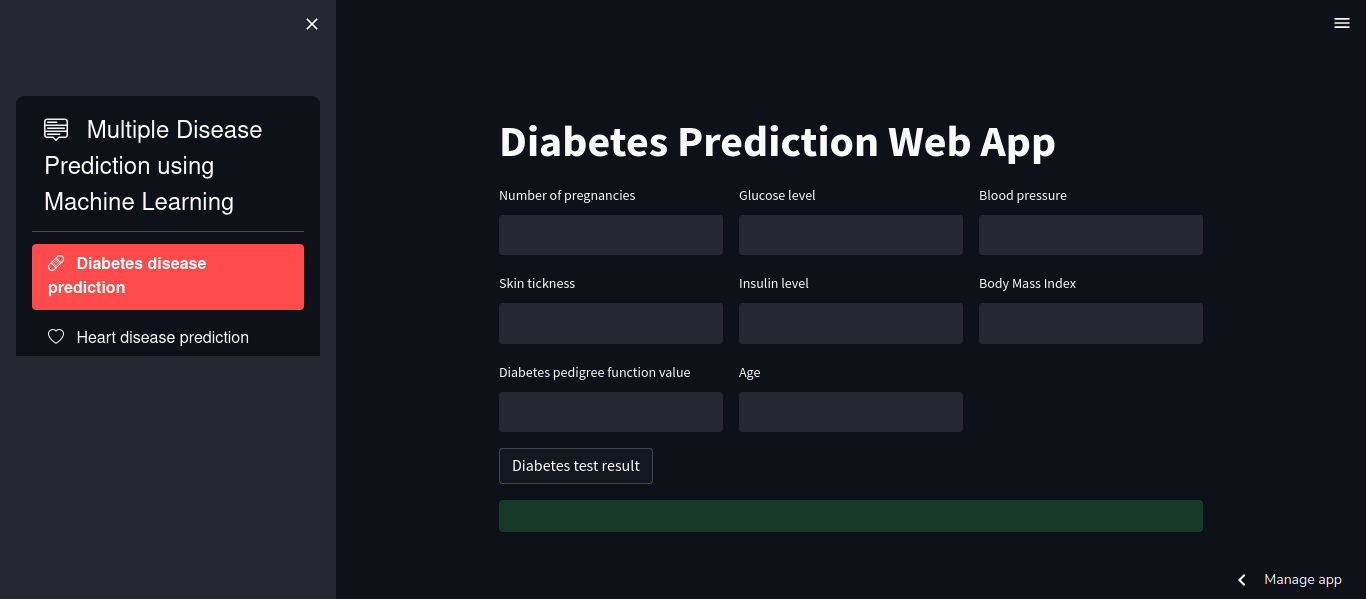 Multiple Disease
Prediction using
Machine Learning
Diabetes disease
prediction
Heart disease prediction
Diabetes Prediction Web App
Number of pregnancies
Glucose level
Blood pressure
Skin tickness
Insulin level
Body Mass Index
Diabetes pedigree function value
Age
Diabetes test result
Manage app